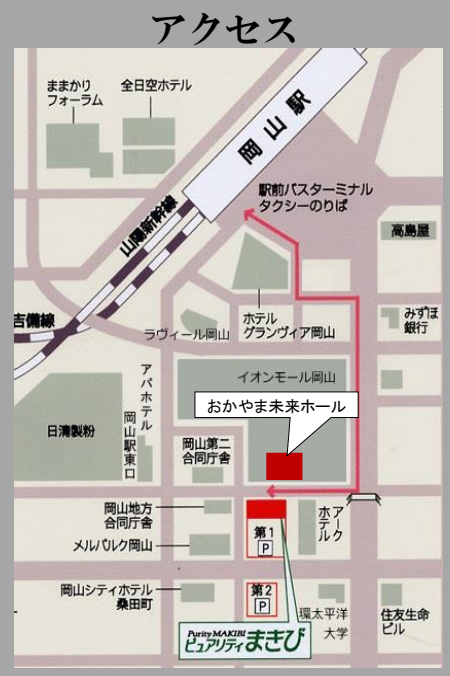 アクセス
ままかり
フォーラム
全日空ホテル
岡山駅
駅前バスターミナル
タクシーのりば
山陽新幹線
高島屋
吉備線
みずほ
銀行
ラヴィール岡山
ホテル
グランヴィア岡山
アパホテル
岡山駅東口
イオンモール岡山
おかやま未来ホール
日清製粉
岡山第二
合同庁舎
岡山地方
合同庁舎
アーク
ホテル
メルパルク岡山
第1
P
岡山シティホテル
桑田町
第2
P
環太平洋
大学
住友生命
ビル
Purity MAKIBI
ピュアリティまきび